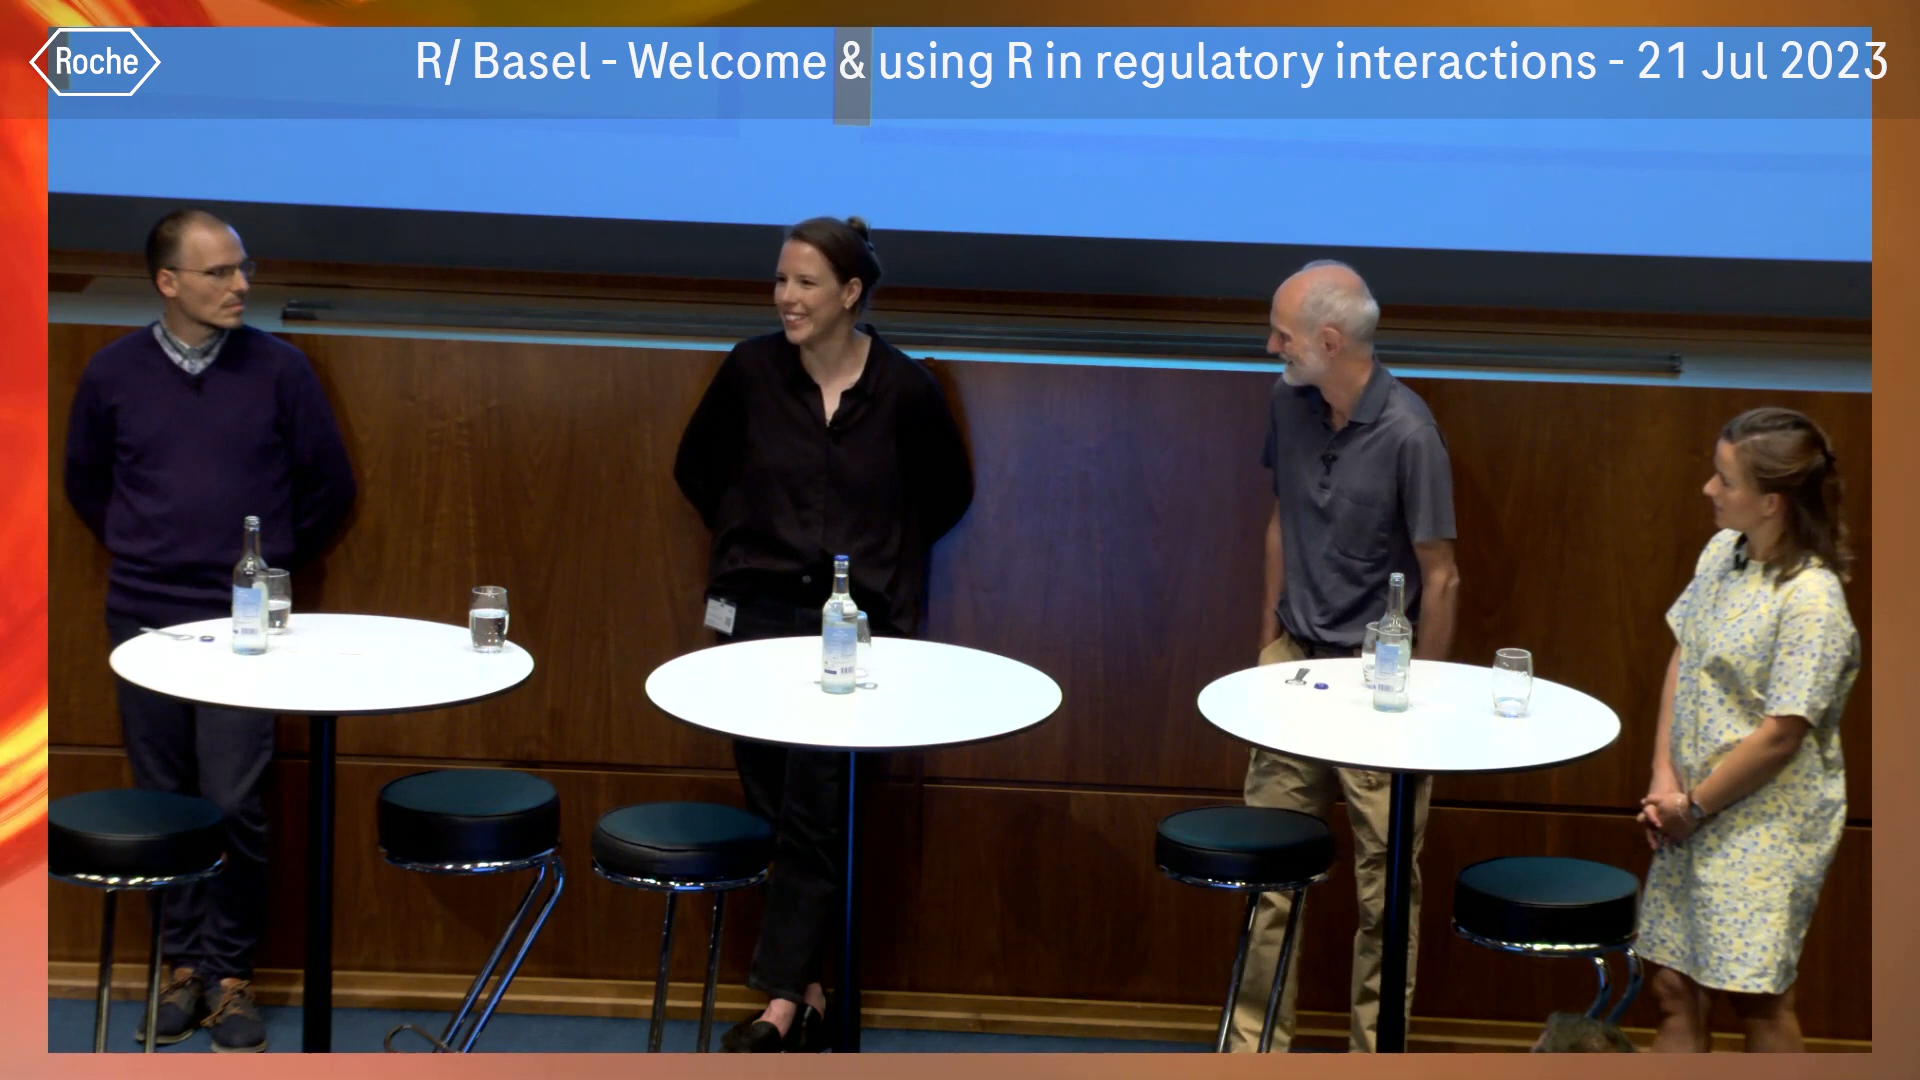 Roche
R/ Basel - Welcome & using R in regulatory interactions - 21 Jul 2023